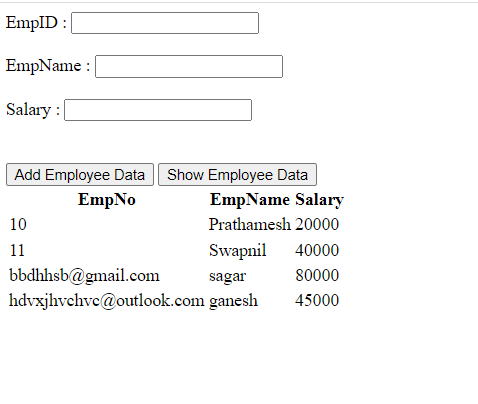 EmpID :
EmpName :
Salary :
Add Employee Data Show Employee Data
EmpNo EmpName Salary
10 Prathamesh 20000
11 Swapnil 40000
bbdhhsb@gmail.com sagar 80000
hdvxjhvchvc@outlook.com ganesh 45000